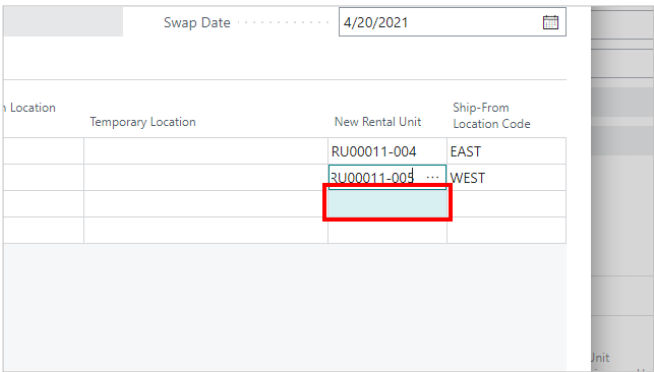 Swap Date
4/20/2021
Location
Temporary Location
New Rental Unit
Ship-From
Location Code
RU00011-004
EAST
RU00011-005
WEST
Unit